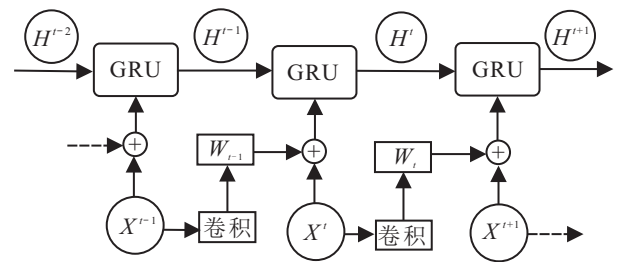 H^{t-2} H^{t-1} H^{t} H^{t+1}
GRU GRU GRU
+ + +
W_{t-1} W_{t}
X^{t-1} 卷积 X^{t} 卷积 X^{t+1}